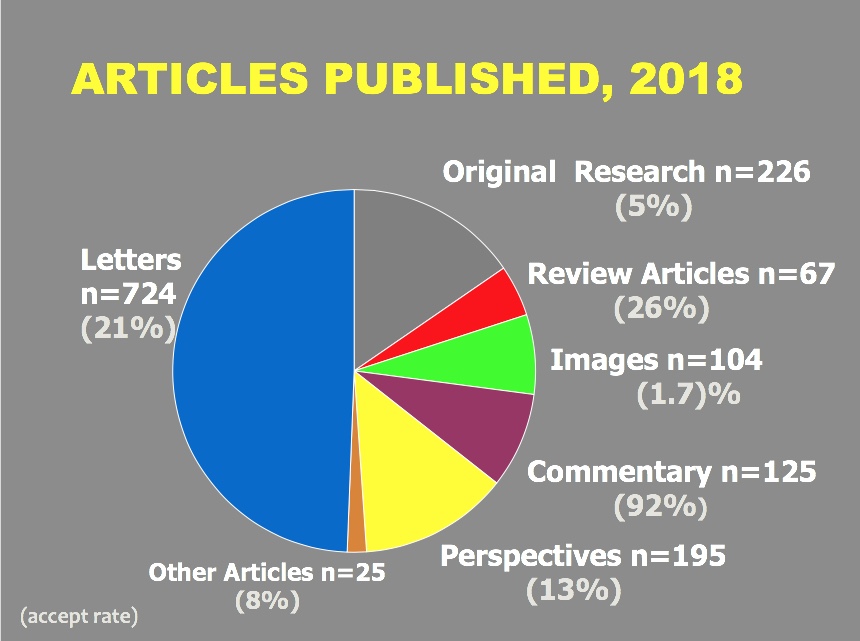 ARTICLES PUBLISHED, 2018
Original Research n=226
(5%)
Letters
n=724
(21%)
Review Articles n=67
(26%)
Images n=104
(1.7)%
Commentary n=125
(92%)
Perspectives n=195
(13%)
Other Articles n=25
(8%)
(accept rate)